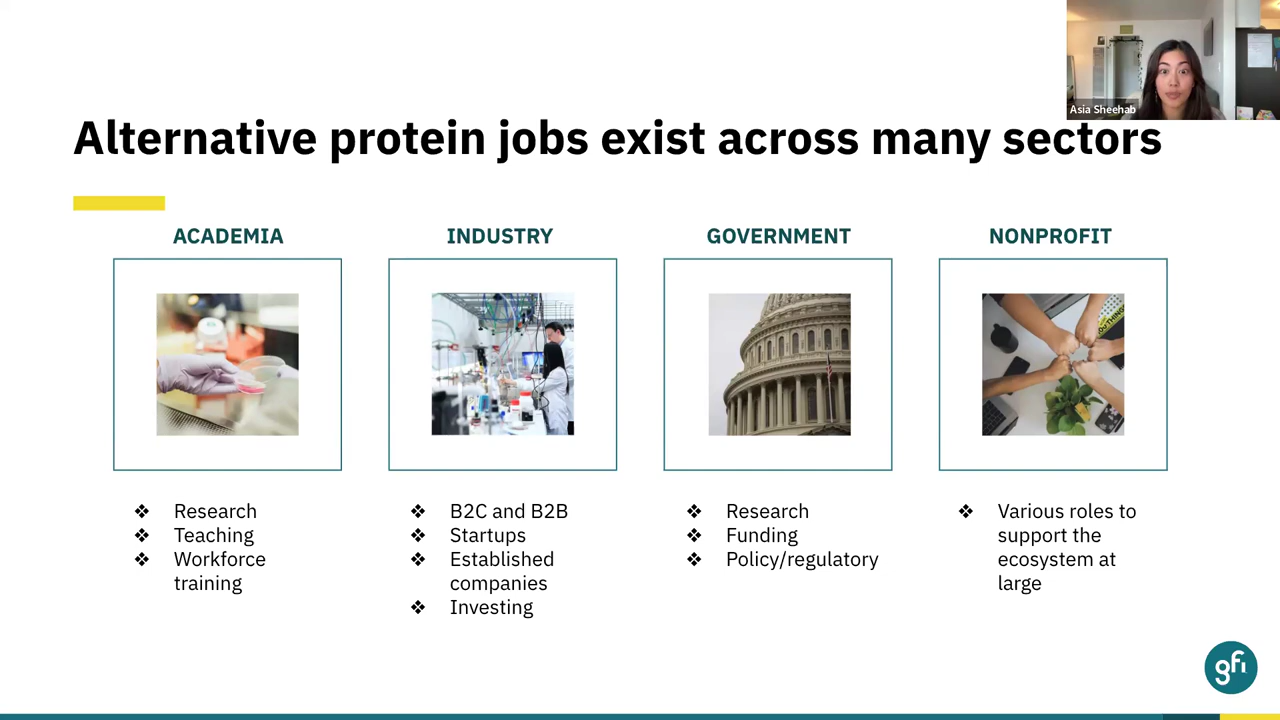 Asia Sheehab
Alternative protein jobs exist across many sectors
ACADEMIA
❖ Research
❖ Teaching
❖ Workforce
training
INDUSTRY
❖ B2C and B2B
❖ Startups
❖ Established
companies
❖ Investing
GOVERNMENT
❖ Research
❖ Funding
❖ Policy/regulatory
NONPROFIT
❖ Various roles to
support the
ecosystem at
large
gfi